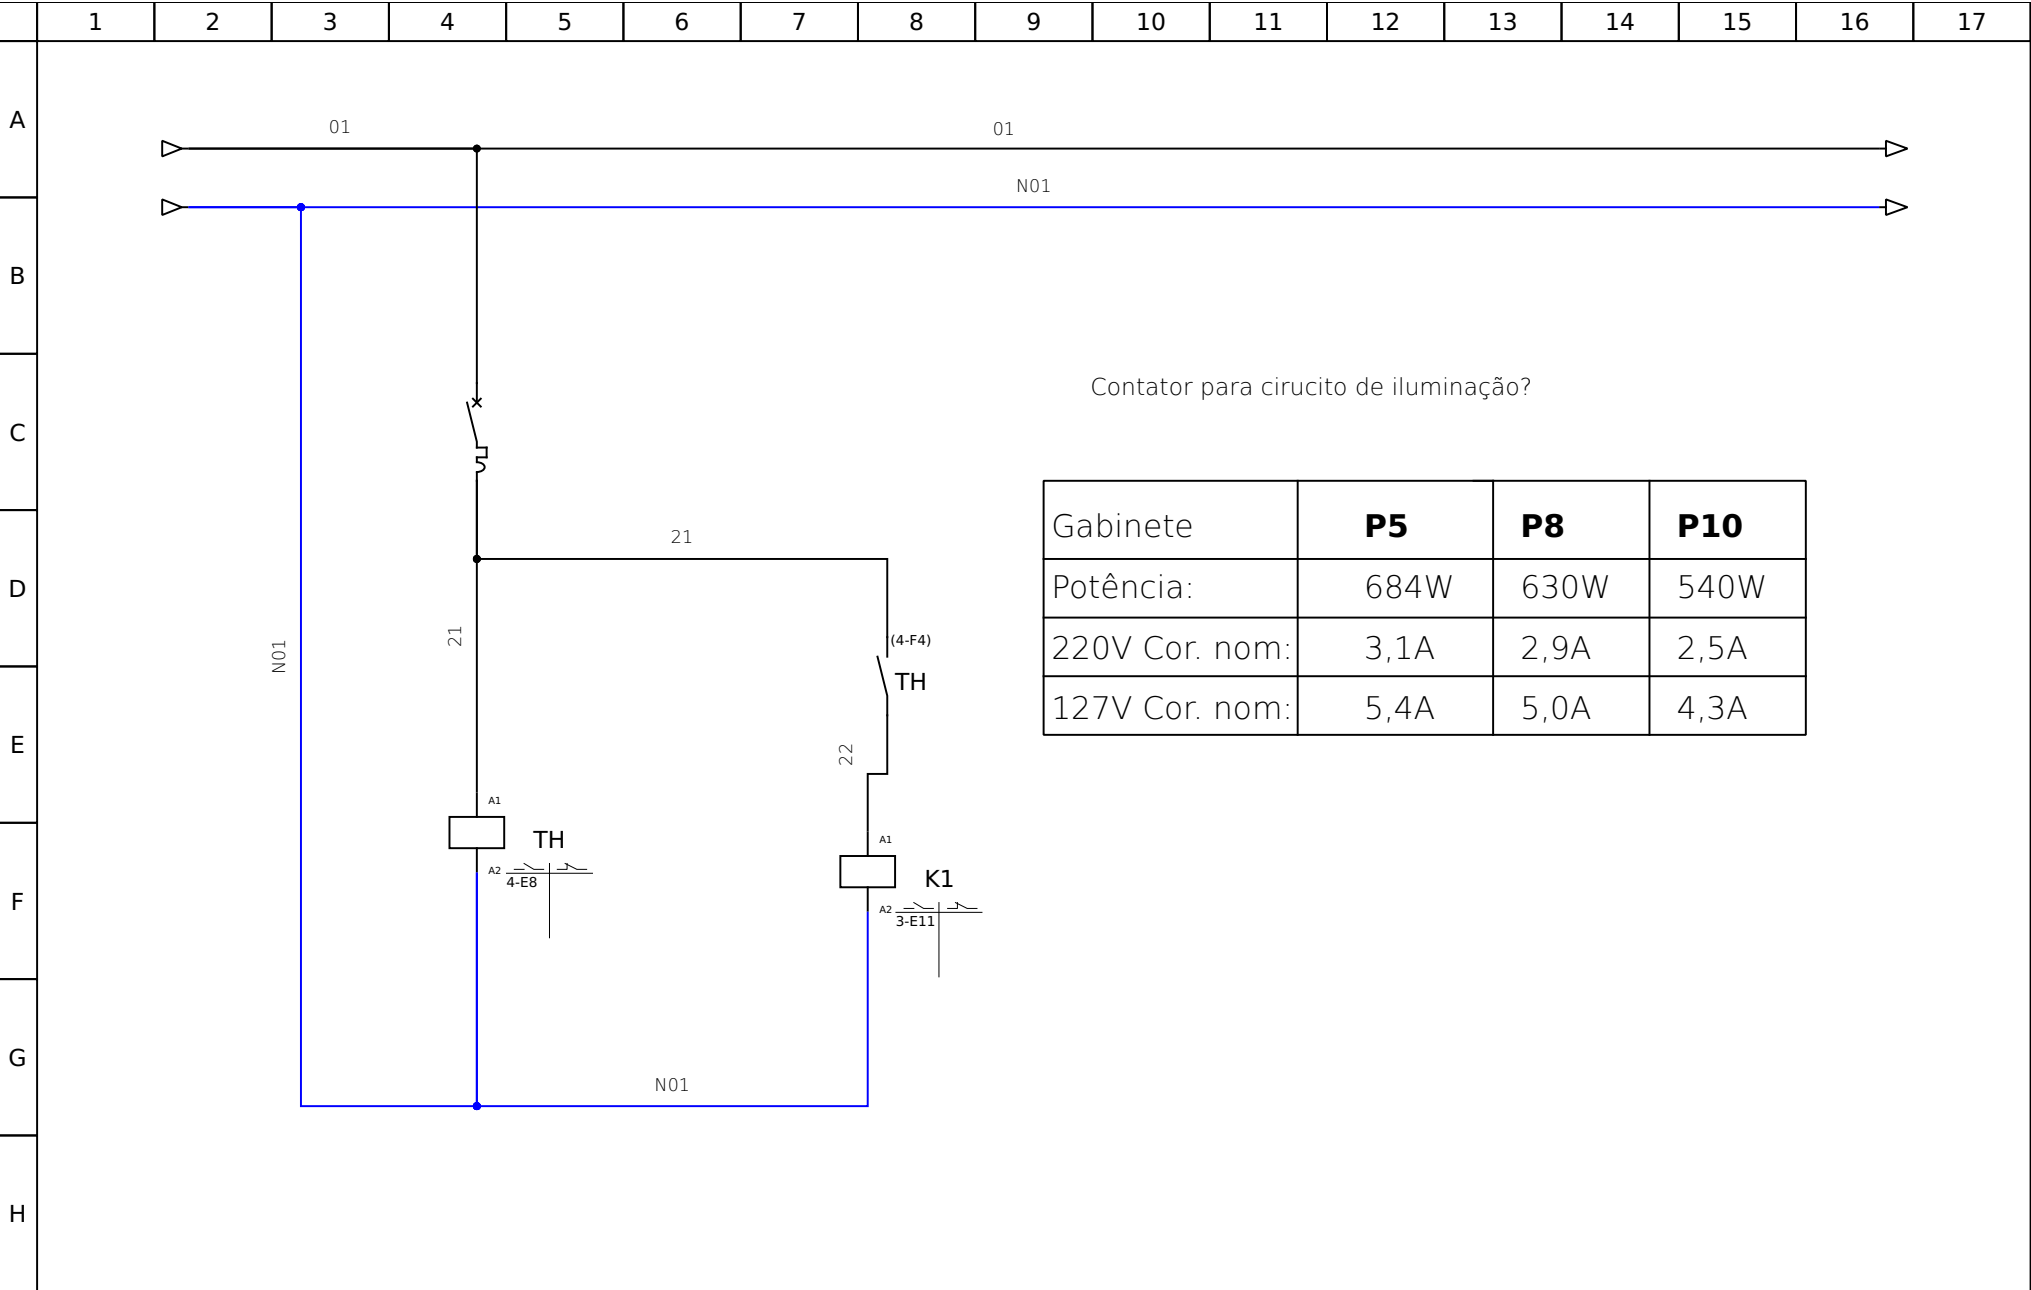 1 2 3 4 5 6 7 8 9 10 11 12 13 14 15 16 17
A
01 01
N01
B
Contator para cirucito de iluminação?
C
Gabinete P5 P8 P10
21
D
Potência: 684W 630W 540W
21
(4-F4)
N01
220V Cor. nom: 3,1A 2,9A 2,5A
TH
127V Cor. nom: 5,4A 5,0A 4,3A
E
22
A1
TH
A1
A2
4-E8
K1
F
A2
3-E11
G
N01
H